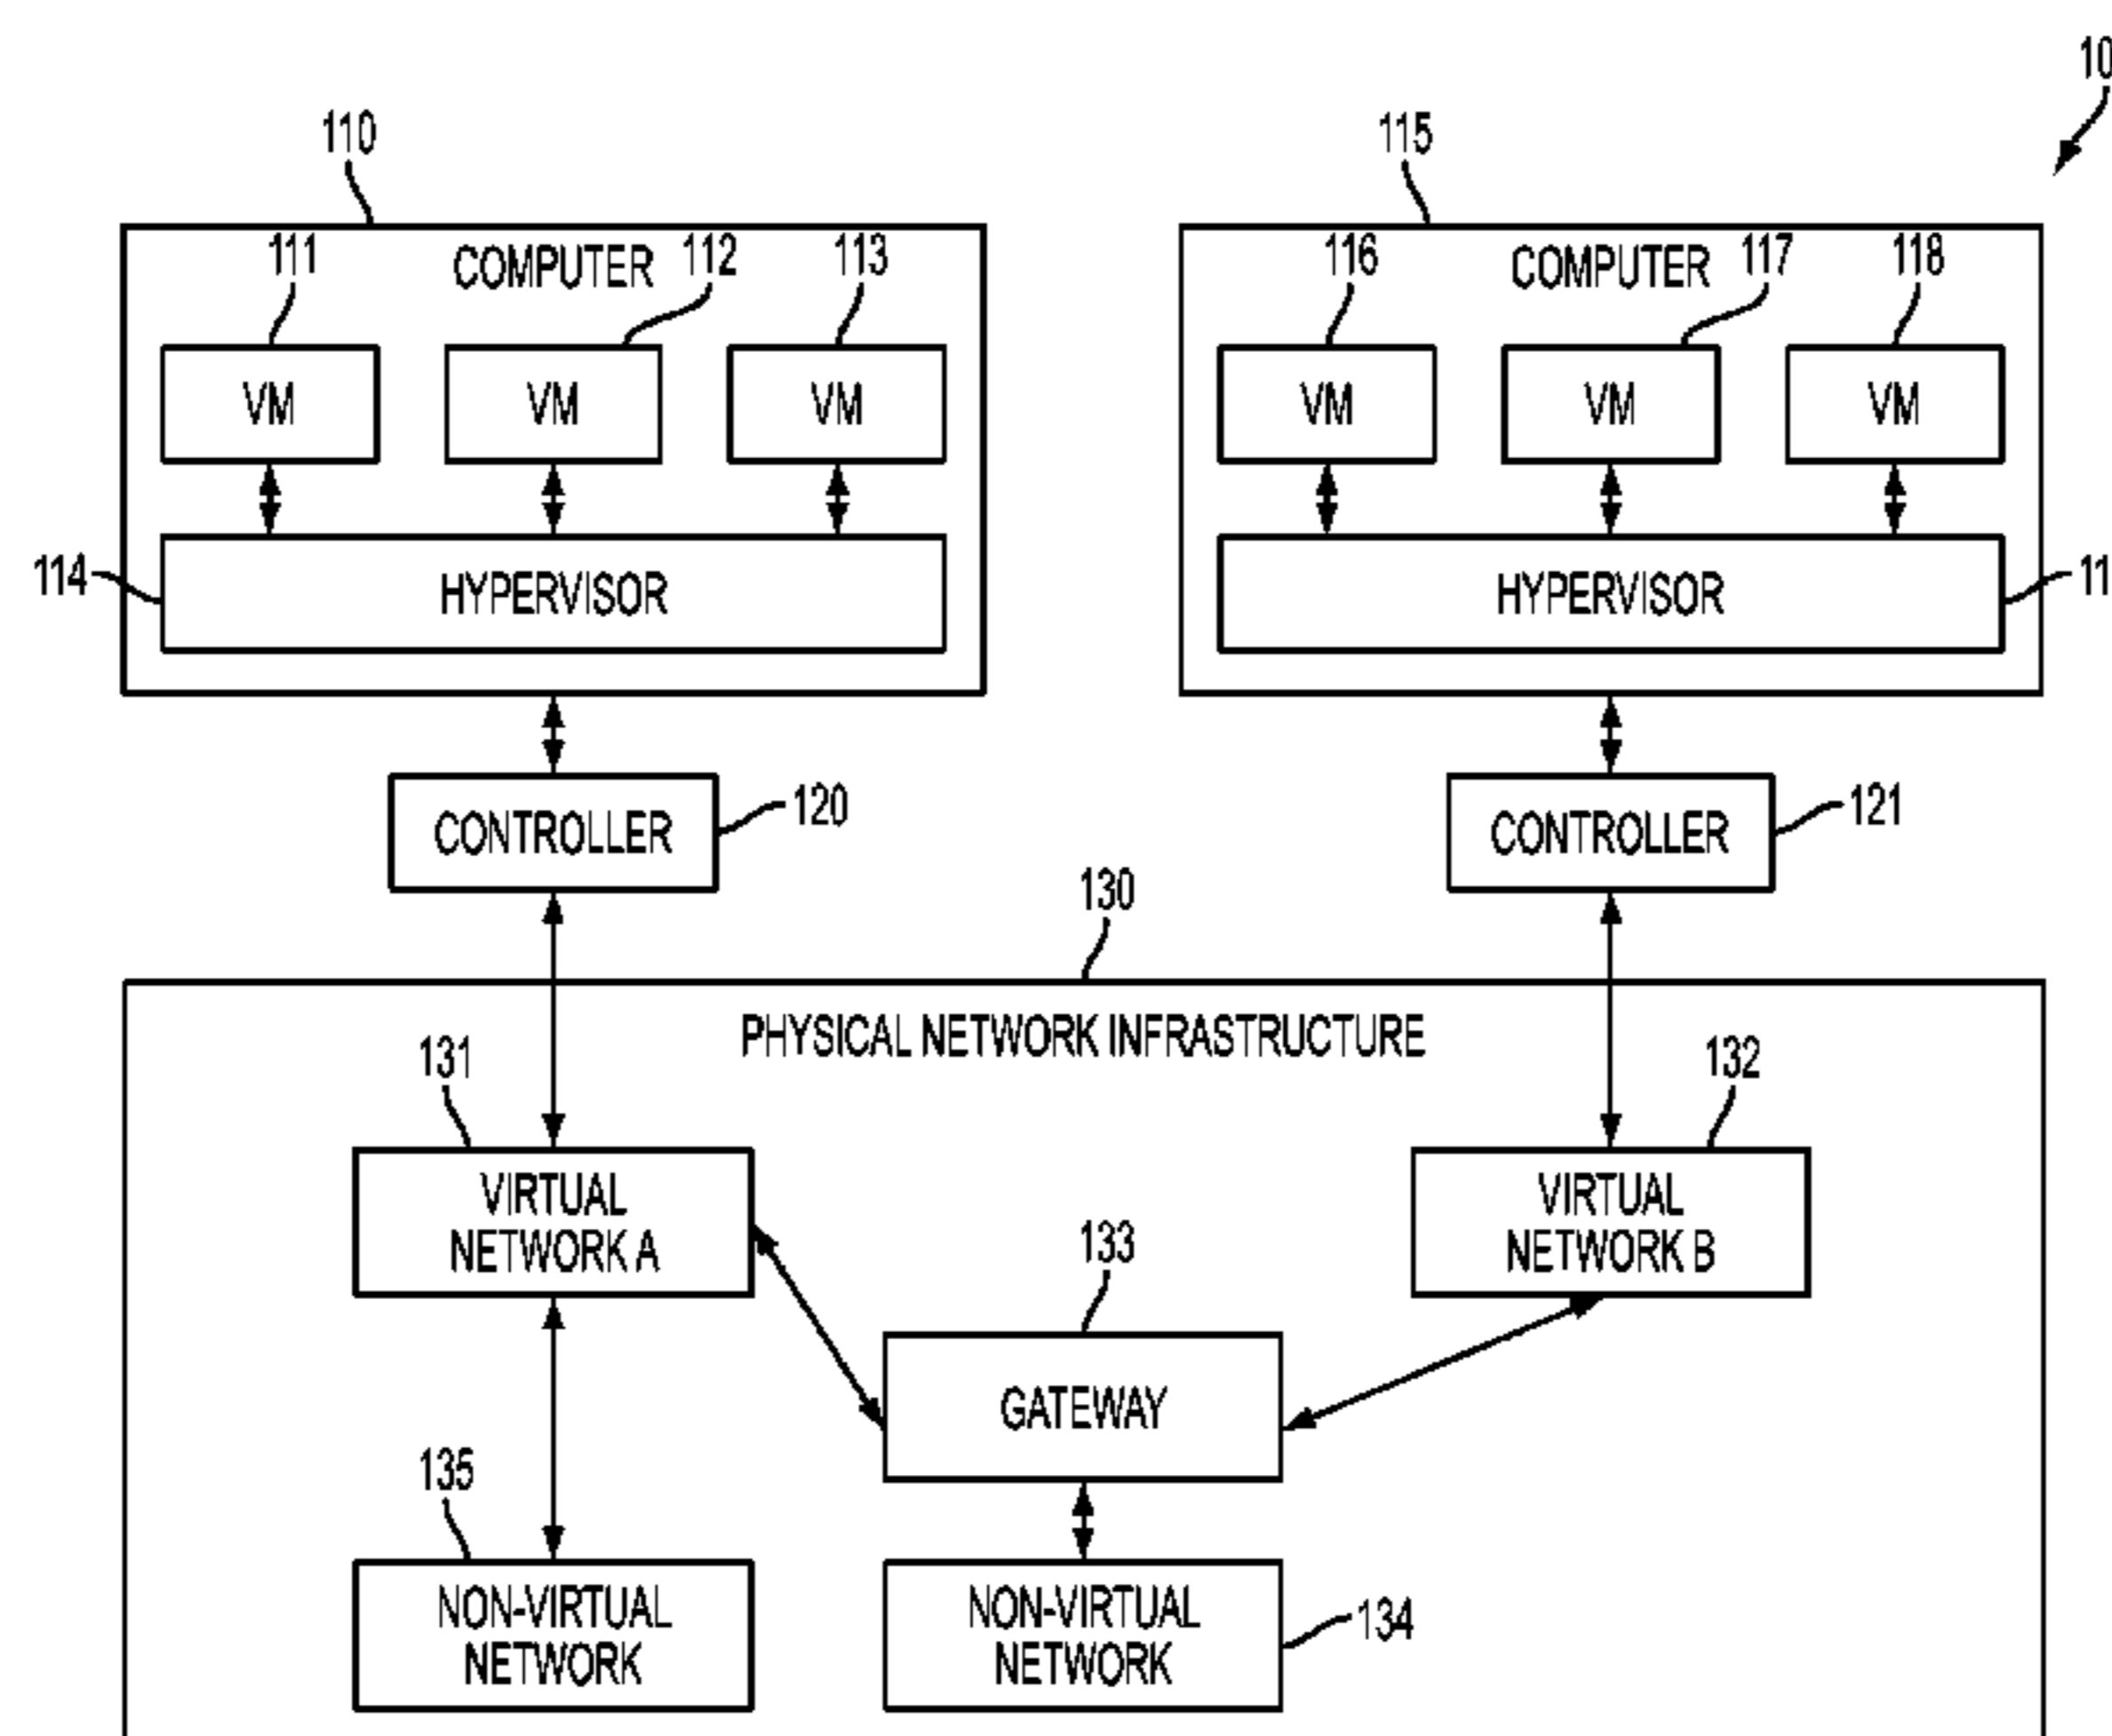 10
110
115
111
COMPUTER
112
113
116
COMPUTER
117
118
VM
VM
VM
VM
VM
VM
114
HYPERVISOR
HYPERVISOR
11
CONTROLLER
120
CONTROLLER
121
130
PHYSICAL NETWORK INFRASTRUCTURE
131
132
VIRTUAL
NETWORK A
VIRTUAL
NETWORK B
133
GATEWAY
135
NON-VIRTUAL
NETWORK
NON-VIRTUAL
NETWORK
134